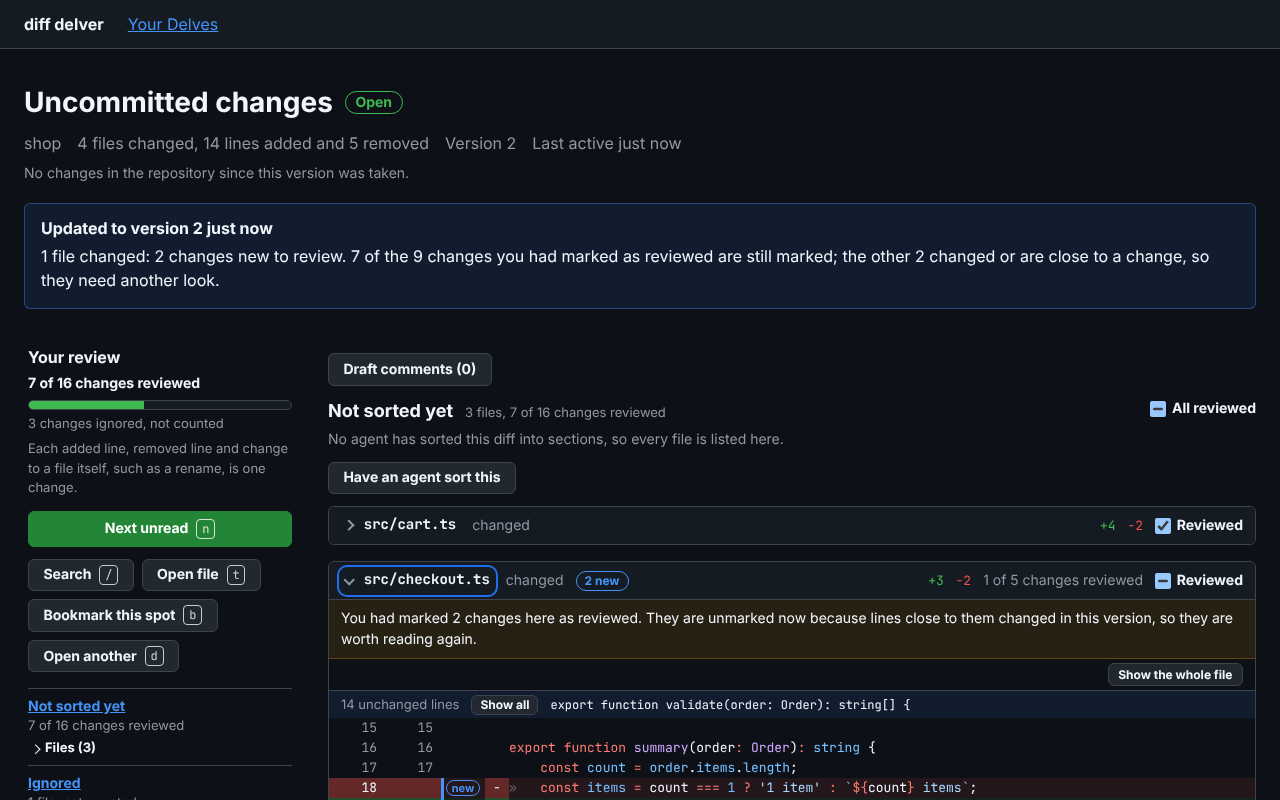 diff delver Your Delves
Uncommitted changes Open
shop 4 files changed, 14 lines added and 5 removed Version 2 Last active just now
No changes in the repository since this version was taken.
Updated to version 2 just now
1 file changed: 2 changes new to review. 7 of the 9 changes you had marked as reviewed are still marked; the other 2 changed or are close to a change, so
they need another look.
Your review
7 of 16 changes reviewed
3 changes ignored, not counted
Each added line, removed line and change
to a file itself, such as a rename, is one
change.
Next unread n
Search / Open file t
Bookmark this spot b
Open another d
Not sorted yet
7 of 16 changes reviewed
Files (3)
Ignored
Draft comments (0)
Not sorted yet 3 files, 7 of 16 changes reviewed All reviewed
No agent has sorted this diff into sections, so every file is listed here.
Have an agent sort this
src/cart.ts changed +4 -2 Reviewed
src/checkout.ts changed 2 new +3 -2 1 of 5 changes reviewed Reviewed
You had marked 2 changes here as reviewed. They are unmarked now because lines close to them changed in this version, so they are
worth reading again.
Show the whole file
14 unchanged lines Show all export function validate(order: Order): string[] {
15 15
16 16 export function summary(order: Order): string {
17 17 const count = order.items.length;
18 new - » const items = count === 1 ? '1 item' : `${count} items`;